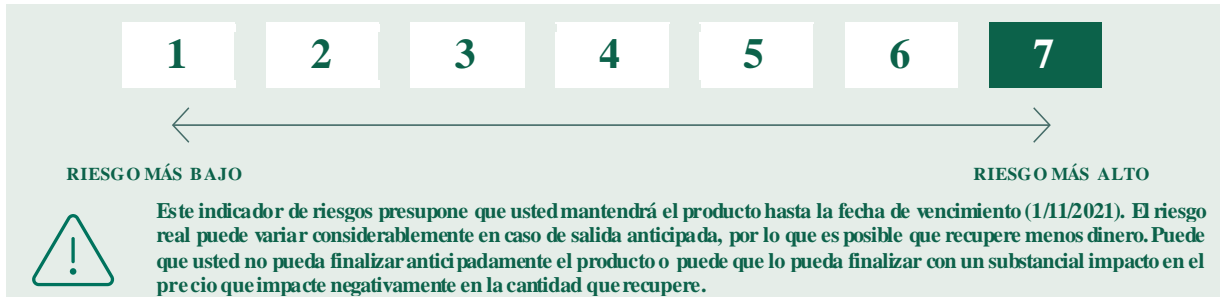 1 2 3 4 5 6 7
RIESGO MÁS BAJO RIESGO MÁS ALTO
Este indicador de riesgos presupone que usted mantendrá el producto hasta la fecha de vencimiento (1/11/2021). El riesgo
real puede variar considerablemente en caso de salida anticipada, por lo que es posible que recupere menos dinero. Puede
que usted no pueda finalizar anticipadamente el producto o puede que lo pueda finalizar con un substancial impacto en el
precio que impacte negativamente en la cantidad que recupere.